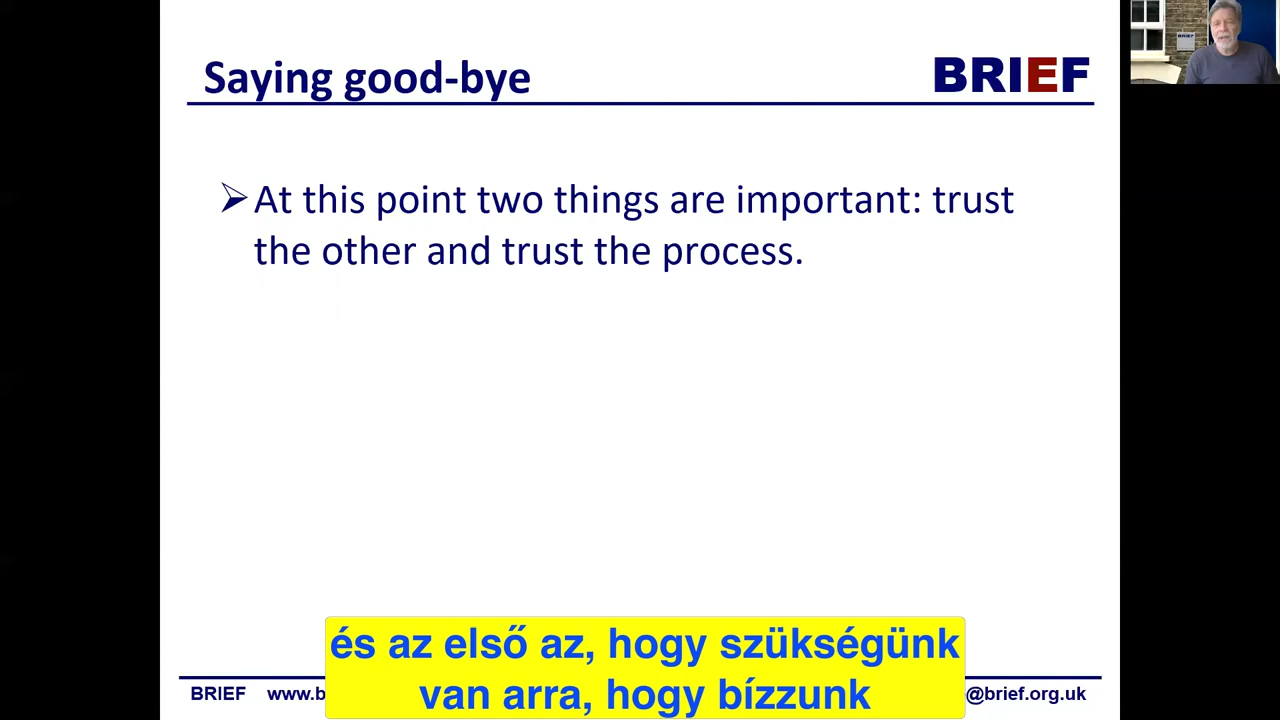 Saying good-bye
BRIEF
BRIEF
➢ At this point two things are important: trust
the other and trust the process.
és az első az, hogy szükségünk
van arra, hogy bízzunk
BRIEF www.b
@brief.org.uk